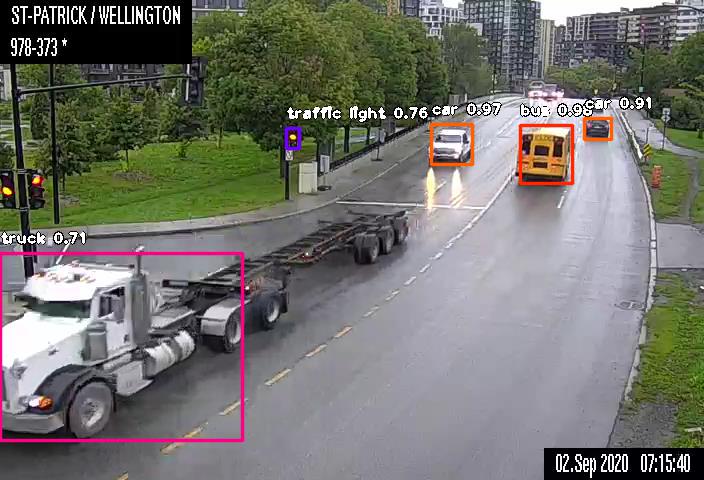 ST-PATRICK / WELLINGTON
978-373 *
traffic light 0.76
car 0.97
bus 0.98
car 0.91
truck 0.71
02.Sep 2020 07:15:40